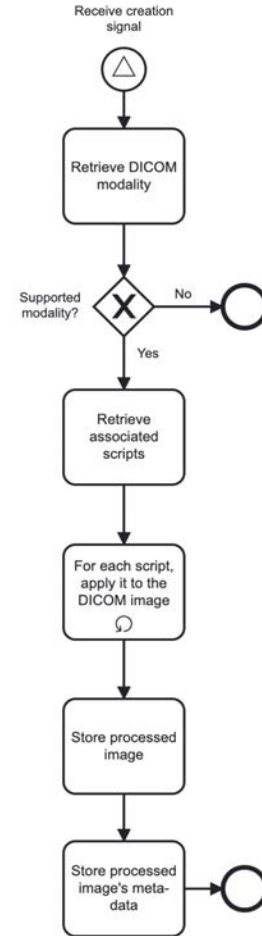 Receive creation
signal
Retrieve DICOM
modality
Supported
modality?
No
Yes
Retrieve
associated
scripts
For each script,
apply it to the
DICOM image
Store processed
image
Store processed
image's meta-
data